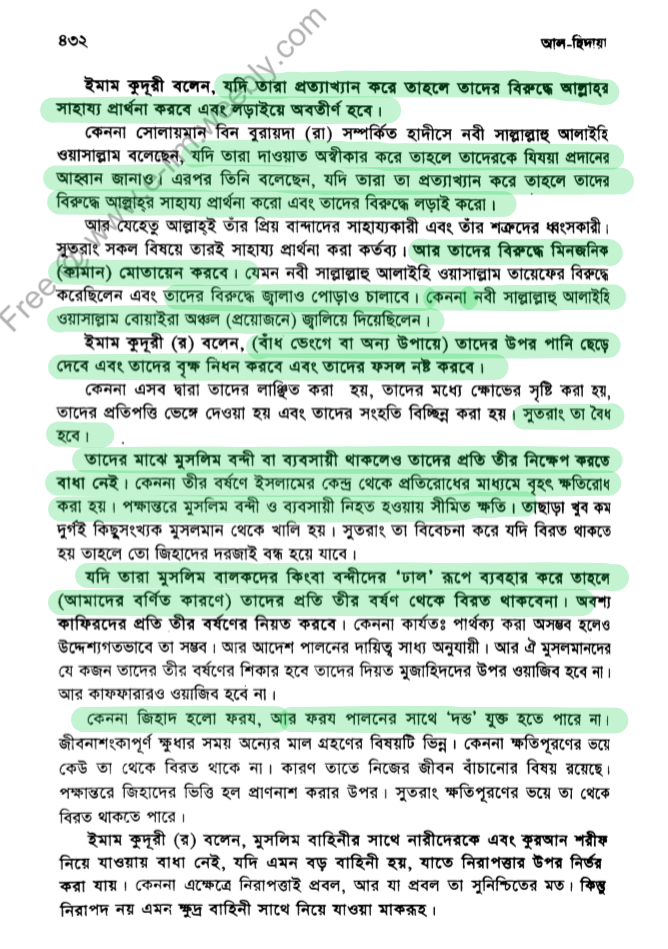 ৪৩২ আল-হিদায়া
ইমাম কুদূরী বলেন, যদি তারা প্রত্যাখ্যান করে তাহলে তাদের বিরুদ্ধে আল্লাহর
সাহায্য প্রার্থনা করবে এবং লড়াইয়ে অবতীর্ণ হবে।
কেননা সোলায়মান বিন বুরায়দা (রা) সম্পর্কিত হাদীসে নবী সাল্লাল্লাহু আলাইহি
ওয়াসাল্লাম বলেছেন, যদি তারা দাওয়াত অস্বীকার করে তাহলে তাদেরকে যিযয়া প্রদানের
আহ্বান জানাও, এরপর তিনি বলেছেন, যদি তারা তা প্রত্যাখ্যান করে তাহলে তাদের
বিরুদ্ধে আল্লাহর সাহায্য প্রার্থনা করো এবং তাদের বিরুদ্ধে লড়াই করো।
আর যেহেতু আল্লাহ্ই তাঁর প্রিয় বান্দাদের সাহায্যকারী এবং তাঁর শত্রুদের ধ্বংসকারী।
সুতরাং সকল বিষয়ে তারই সাহায্য প্রার্থনা করা কর্তব্য। আর তাদের বিরুদ্ধে মিনজনিক
(কামান) মোতায়েন করবে। যেমন নবী সাল্লাল্লাহু আলাইহি ওয়াসাল্লাম তায়েফের বিরুদ্ধে
করেছিলেন এবং তাদের বিরুদ্ধে জ্বালাও পোড়াও চালাবে। কেননা নবী সাল্লাল্লাহু আলাইহি
ওয়াসাল্লাম বোয়াইরা অঞ্চল (প্রয়োজনে) জ্বালিয়ে দিয়েছিলেন।
ইমাম কুদূরী (র) বলেন, (বাঁধ ভেংগে বা অন্য উপায়ে) তাদের উপর পানি ছেড়ে
দেবে এবং তাদের বৃক্ষ নিধন করবে এবং তাদের ফসল নষ্ট করবে।
কেননা এসব দ্বারা তাদের লাঞ্ছিত করা হয়, তাদের মধ্যে ক্ষোভের সৃষ্টি করা হয়,
তাদের প্রতিপত্তি ভেঙ্গে দেওয়া হয় এবং তাদের সংহতি বিচ্ছিন্ন করা হয়। সুতরাং তা বৈধ
হবে।
তাদের মাঝে মুসলিম বন্দী বা ব্যবসায়ী থাকলেও তাদের প্রতি তীর নিক্ষেপ করতে
বাধা নেই। কেননা তীর বর্ষণে ইসলামের কেন্দ্র থেকে প্রতিরোধের মাধ্যমে বৃহৎ ক্ষতিরোধ
করা হয়। পক্ষান্তরে মুসলিম বন্দী ও ব্যবসায়ী নিহত হওয়ায় সীমিত ক্ষতি। তাছাড়া খুব কম
দুর্গই কিছুসংখ্যক মুসলমান থেকে খালি হয়। সুতরাং তা বিবেচনা করে যদি বিরত থাকতে
হয় তাহলে তো জিহাদের দরজাই বন্ধ হয়ে যাবে।
যদি তারা মুসলিম বালকদের কিংবা বন্দীদের 'ঢাল' রূপে ব্যবহার করে তাহলে
(আমাদের বর্ণিত কারণে) তাদের প্রতি তীর বর্ষণ থেকে বিরত থাকবেনা। অবশ্য
কাফিরদের প্রতি তীর বর্ষণের নিয়ত করবে। কেননা কার্যতঃ পার্থক্য করা অসম্ভব হলেও
উদ্দেশ্যগতভাবে তা সম্ভব। আর আদেশ পালনের দায়িত্ব সাধ্য অনুযায়ী। আর ঐ মুসলমানদের
যে কজন তাদের তীর বর্ষণের শিকার হবে তাদের দিয়ত মুজাহিদদের উপর ওয়াজিব হবে না।
আর কাফফারারও ওয়াজিব হবে না।
কেননা জিহাদ হলো ফরয, আর ফরয পালনের সাথে 'দন্ড' যুক্ত হতে পারে না।
জীবনাশংকাপূর্ণ ক্ষুধার সময় অন্যের মাল গ্রহণের বিষয়টি ভিন্ন। কেননা ক্ষতিপূরণের ভয়ে
কেউ তা থেকে বিরত থাকে না। কারণ তাতে নিজের জীবন বাঁচানোর বিষয় রয়েছে।
পক্ষান্তরে জিহাদের ভিত্তি হল প্রাণনাশ করার উপর। সুতরাং ক্ষতিপূরণের ভয়ে তা থেকে
বিরত থাকতে পারে।
ইমাম কুদূরী (র) বলেন, মুসলিম বাহিনীর সাথে নারীদেরকে এবং কুরআন শরীফ
নিয়ে যাওয়ায় বাধা নেই, যদি এমন বড় বাহিনী হয়, যাতে নিরাপত্তার উপর নির্ভর
করা যায়। কেননা এক্ষেত্রে নিরাপত্তাই প্রবল, আর যা প্রবল তা সুনিশ্চিতের মত। কিন্তু
নিরাপদ নয় এমন ক্ষুদ্র বাহিনী সাথে নিয়ে যাওয়া মাকরূহ।